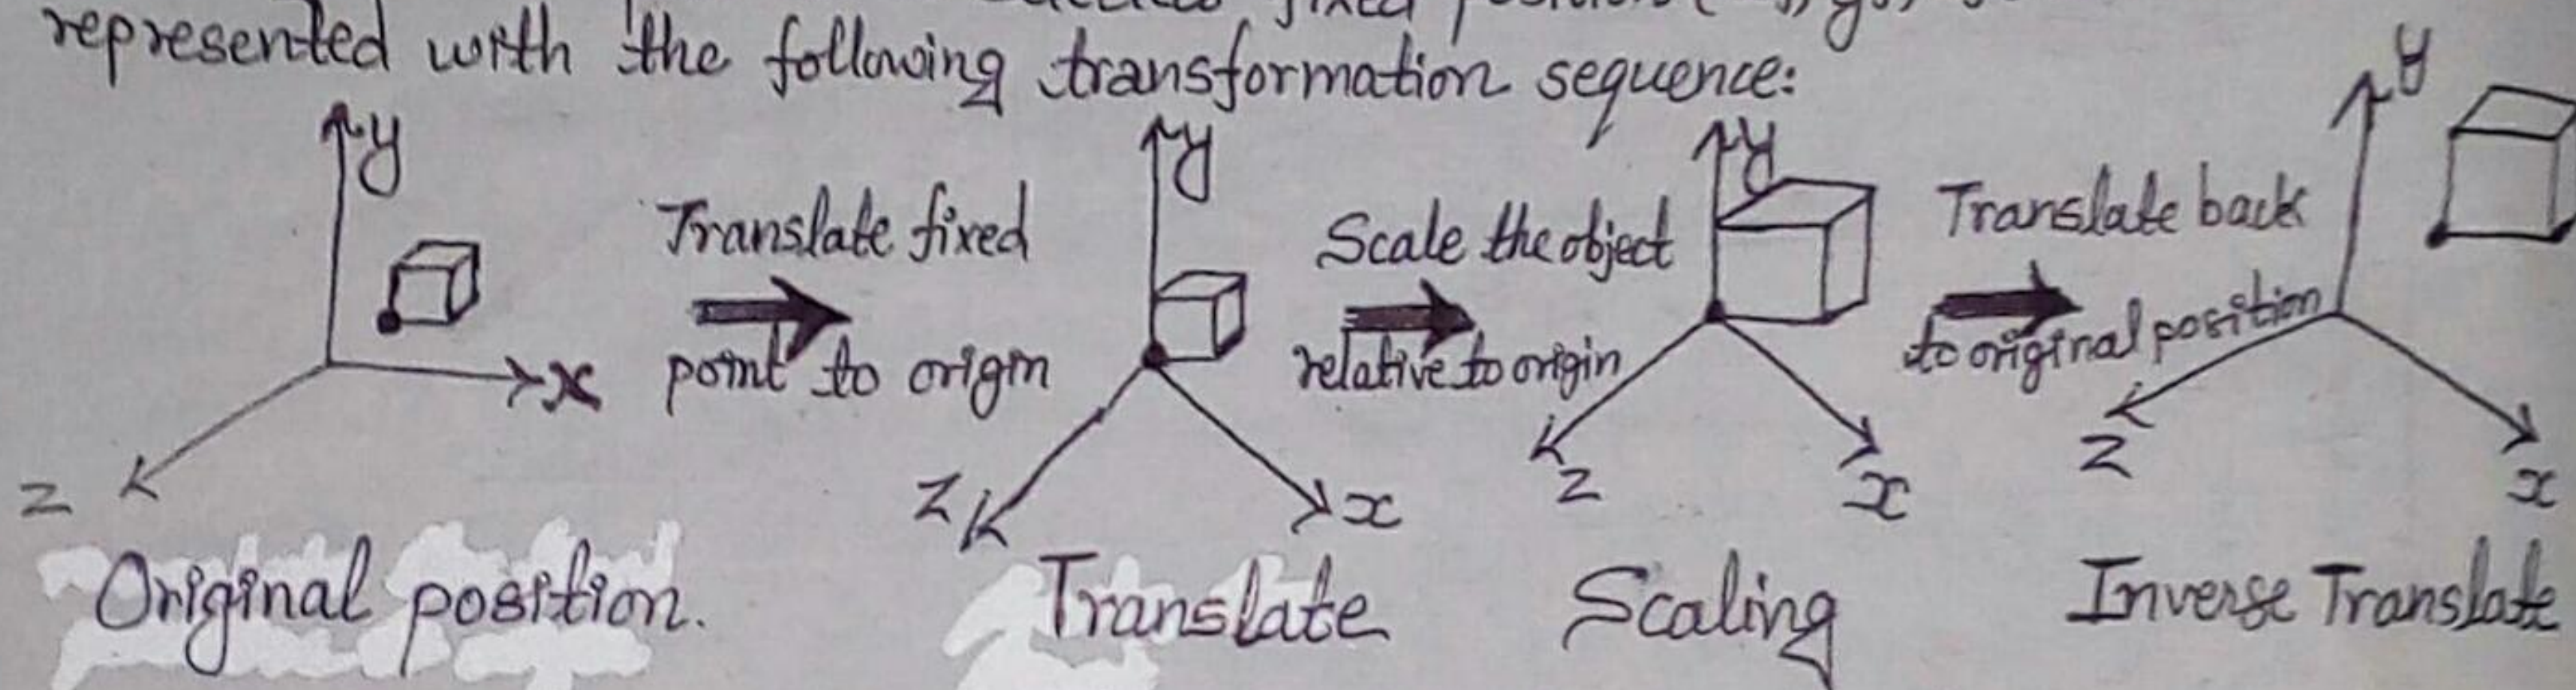 represented with the following transformation sequence:
y
x
z
Original position.
Translate fixed
point to origin
y
z
x
Translate
Scale the object
relative to origin
y
z
x
Scaling
Translate back
to original position
y
z
x
Inverse Translate